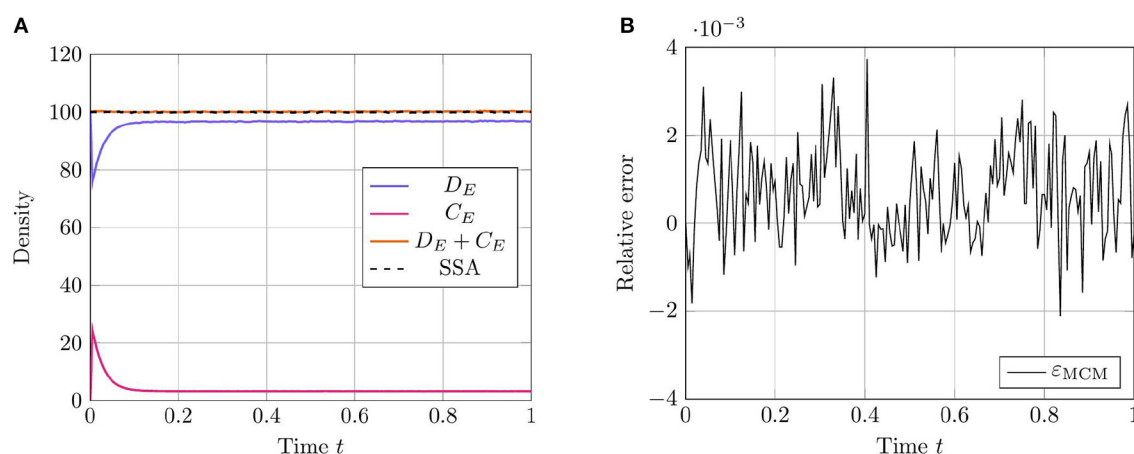 A
120
100
80
60
40
20
0
Density
0
0.2
0.4
0.6
0.8
1
Time t
D_E
C_E
D_E + C_E
SSA
B
·10⁻³
4
2
0
−2
−4
Relative error
0
0.2
0.4
0.6
0.8
1
Time t
ε_MCM